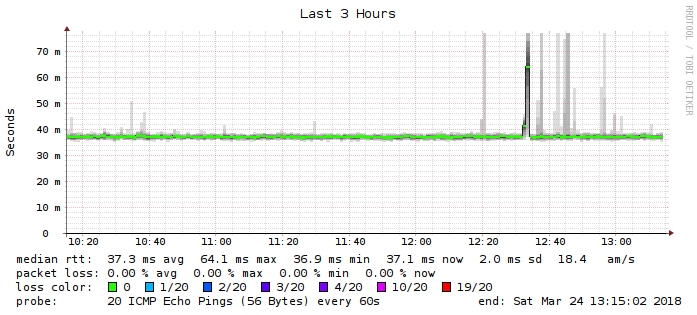 Last 3 Hours
RRDTOOL / TOBI OETIKER
Seconds
70 m
60 m
50 m
40 m
30 m
20 m
10 m
0
10:20 10:40 11:00 11:20 11:40 12:00 12:20 12:40 13:00
median rtt: 37.3 ms avg 64.1 ms max 36.9 ms min 37.1 ms now 2.0 ms sd 18.4 am/s
packet loss: 0.00 % avg 0.00 % max 0.00 % min 0.00 % now
loss color: 0 1/20 2/20 3/20 4/20 10/20 19/20
probe: 20 ICMP Echo Pings (56 Bytes) every 60s end: Sat Mar 24 13:15:02 2018